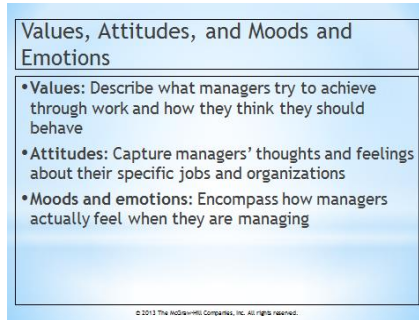 Values, Attitudes, and Moods and
Emotions
•Values: Describe what managers try to achieve
through work and how they think they should
behave
•Attitudes: Capture managers’ thoughts and feelings
about their specific jobs and organizations
•Moods and emotions: Encompass how managers
actually feel when they are managing
© 2013 The McGraw-Hill Companies, Inc. All rights reserved.